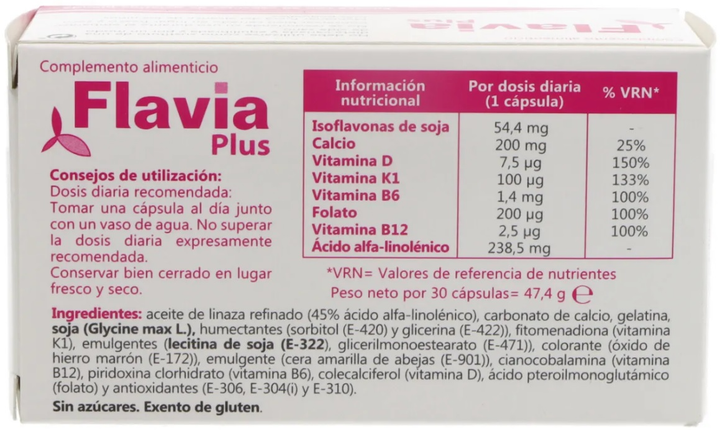 Flavia
Plus
Complemento alimenticio
Flavia
Plus
Consejos de utilización:
Dosis diaria recomendada:
Tomar una cápsula al día junto
con un vaso de agua. No superar
la dosis diaria expresamente
recomendada.
Conservar bien cerrado en lugar
fresco y seco.
Información nutricional | Por dosis diaria (1 cápsula) | % VRN*
Isoflavonas de soja 54,4 mg -
Calcio 200 mg 25%
Vitamina D 7,5 µg 150%
Vitamina K1 100 µg 133%
Vitamina B6 1,4 mg 100%
Folato 200 µg 100%
Vitamina B12 2,5 µg 100%
Ácido alfa-linolénico 238,5 mg -
*VRN= Valores de referencia de nutrientes
Peso neto por 30 cápsulas= 47,4 g ℮
Ingredientes: aceite de linaza refinado (45% ácido alfa-linolénico), carbonato de calcio, gelatina,
soja (Glycine max L.), humectantes (sorbitol (E-420) y glicerina (E-422)), fitomenadiona (vitamina
K1), emulgentes (lecitina de soja (E-322), glicerilmonoestearato (E-471)), colorante (óxido de
hierro marrón (E-172)), emulgente (cera amarilla de abejas (E-901)), cianocobalamina (vitamina
B12), piridoxina clorhidrato (vitamina B6), colecalciferol (vitamina D), ácido pteroilmonoglutámico
(folato) y antioxidantes (E-306, E-304(i) y E-310).
Sin azúcares. Exento de gluten.